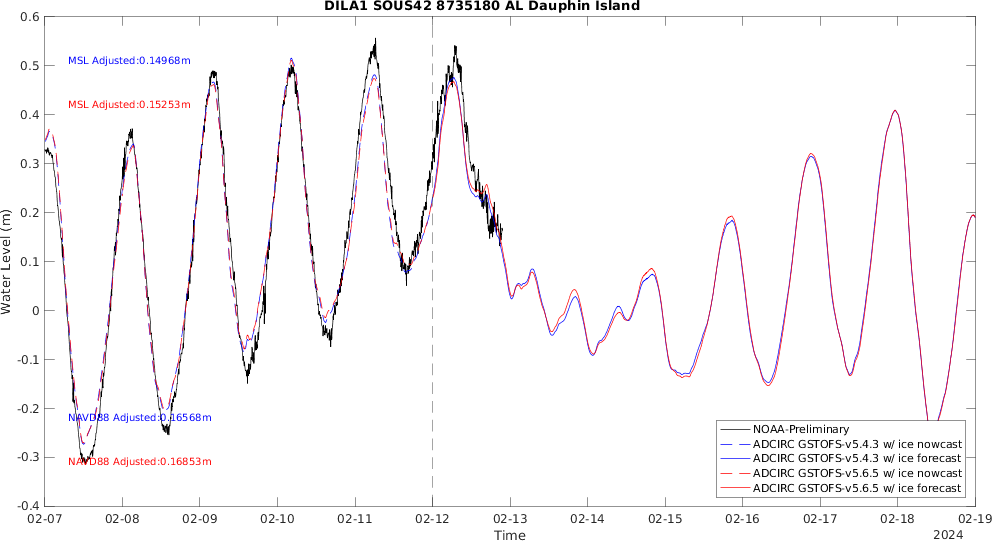 DILA1 SOUS42 8735180 AL Dauphin Island
0.6
0.5
0.4
0.3
0.2
0.1
0
-0.1
-0.2
-0.3
-0.4
Water Level (m)
MSL Adjusted:0.14968m
MSL Adjusted:0.15253m
NAVD88 Adjusted:0.16568m
NAVD88 Adjusted:0.16853m
NOAA-Preliminary
ADCIRC GSTOFS-v5.4.3 w/ ice nowcast
ADCIRC GSTOFS-v5.4.3 w/ ice forecast
ADCIRC GSTOFS-v5.6.5 w/ ice nowcast
ADCIRC GSTOFS-v5.6.5 w/ ice forecast
02-07 02-08 02-09 02-10 02-11 02-12 02-13 02-14 02-15 02-16 02-17 02-18 02-19
Time
2024